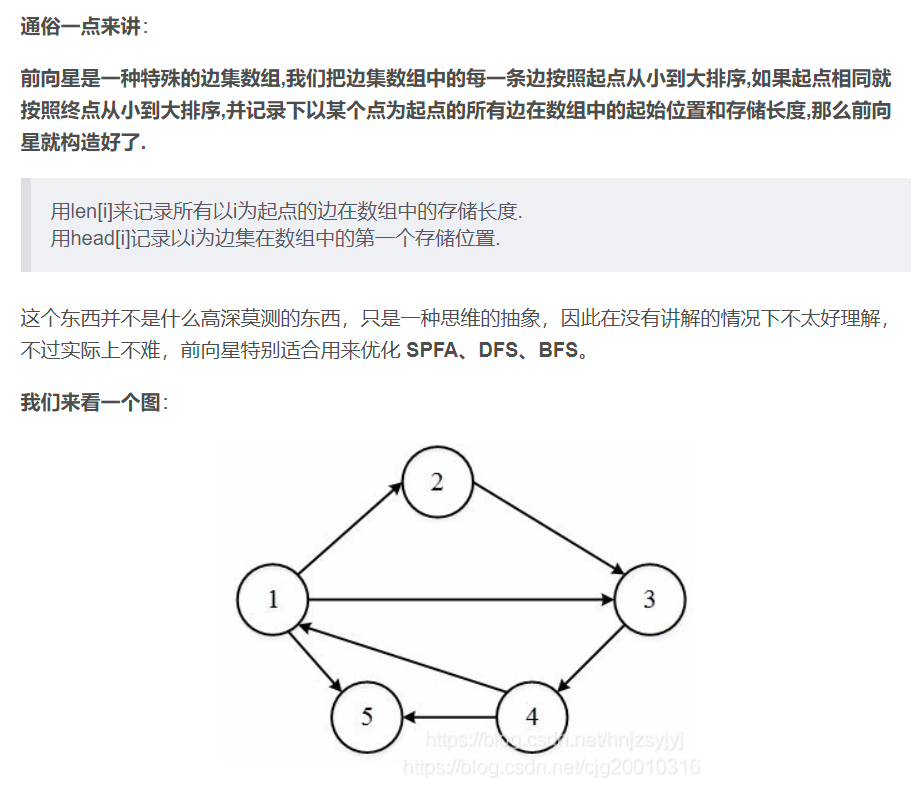 通俗一点来讲：
前向星是一种特殊的边集数组,我们把边集数组中的每一条边按照起点从小到大排序,如果起点相同就
按照终点从小到大排序,并记录下以某个点为起点的所有边在数组中的起始位置和存储长度,那么前向
星就构造好了.
用len[i]来记录所有以i为起点的边在数组中的存储长度.
用head[i]记录以i为边集在数组中的第一个存储位置.
这个东西并不是什么高深莫测的东西，只是一种思维的抽象，因此在没有讲解的情况下不太好理解，
不过实际上不难，前向星特别适合用来优化 SPFA、DFS、BFS。
我们来看一个图：
2
1
3
5
4
https://blog.csdn.net/hnjzsyjyj
https://blog.csdn.net/cjg20010316